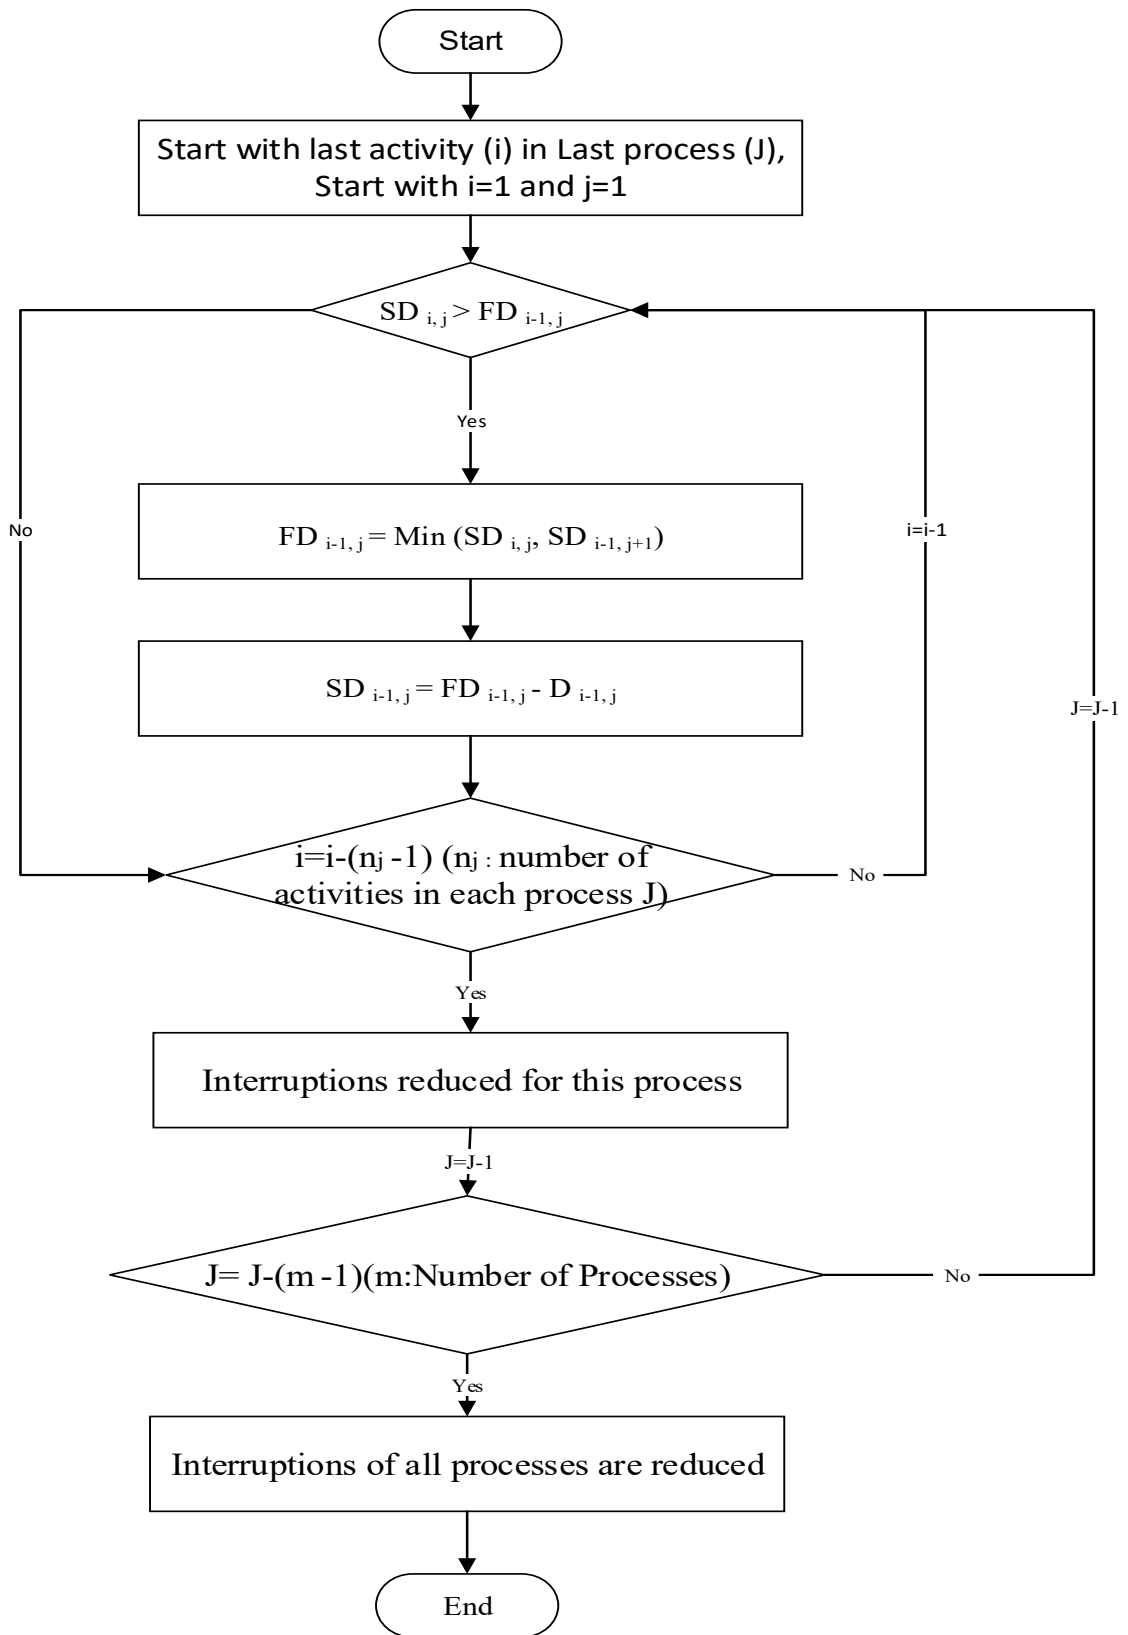 Start
Start with last activity (i) in Last process (J),
Start with i=1 and j=1
SD i, j > FD i-1, j
Yes
No
FD i-1, j = Min (SD i, j, SD i-1, j+1)
i=i-1
SD i-1, j = FD i-1, j - D i-1, j
J=J-1
i=i-(nj -1) (nj : number of
activities in each process J)
No
Yes
Interruptions reduced for this process
J=J-1
J= J-(m -1)(m:Number of Processes)
No
Yes
Interruptions of all processes are reduced
End